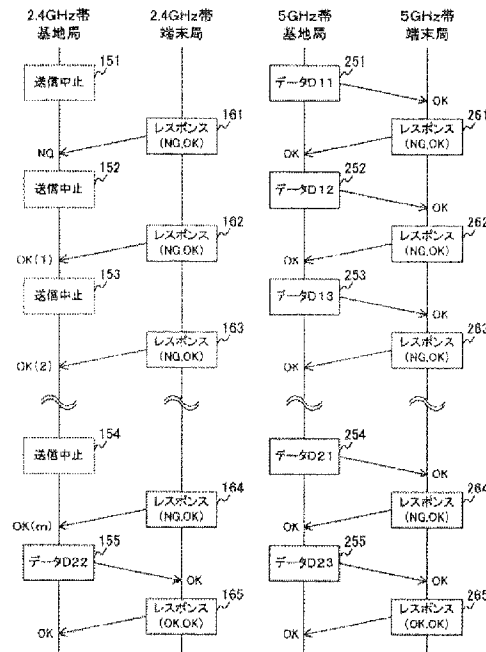 2.4GHz帯 2.4GHz帯 5GHz帯 5GHz帯
基地局 端末局 基地局 端末局
151 251
送信中止 データD11
OK
161 261
レスポンス レスポンス
(NG,OK) (NG,OK)
NG OK
152 252
送信中止 データD12
OK
162 262
レスポンス レスポンス
(NG,OK) (NG,OK)
OK(1) OK
153 253
送信中止 データD13
OK
163 263
レスポンス レスポンス
(NG,OK) (NG,OK)
OK(2) OK
154 254
送信中止 データD21
OK
164 264
レスポンス レスポンス
(NG,OK) (NG,OK)
OK(m) OK
155 255
データD22 データD23
OK OK
165 265
レスポンス レスポンス
(OK,OK) (OK,OK)
OK OK